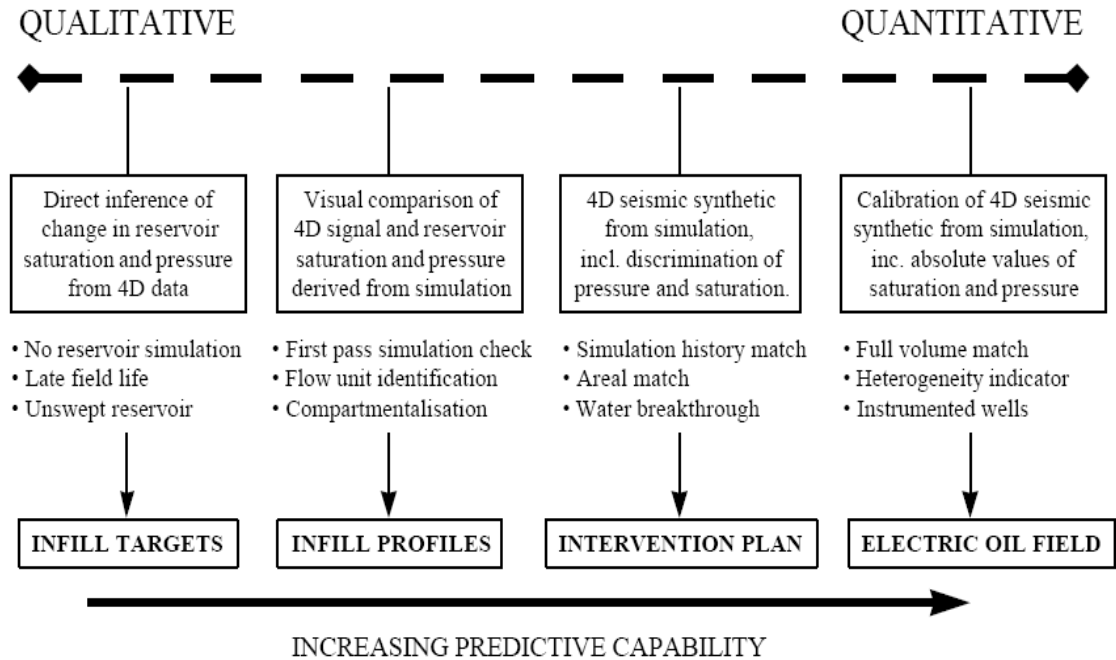 QUALITATIVE
QUANTITATIVE
Direct inference of
change in reservoir
saturation and pressure
from 4D data
Visual comparison of
4D signal and reservoir
saturation and pressure
derived from simulation
4D seismic synthetic
from simulation,
incl. discrimination of
pressure and saturation.
Calibration of 4D seismic
synthetic from simulation,
inc. absolute values of
saturation and pressure
• No reservoir simulation
• Late field life
• Unswept reservoir
• First pass simulation check
• Flow unit identification
• Compartmentalisation
• Simulation history match
• Areal match
• Water breakthrough
• Full volume match
• Heterogeneity indicator
• Instrumented wells
INFILL TARGETS
INFILL PROFILES
INTERVENTION PLAN
ELECTRIC OIL FIELD
INCREASING PREDICTIVE CAPABILITY